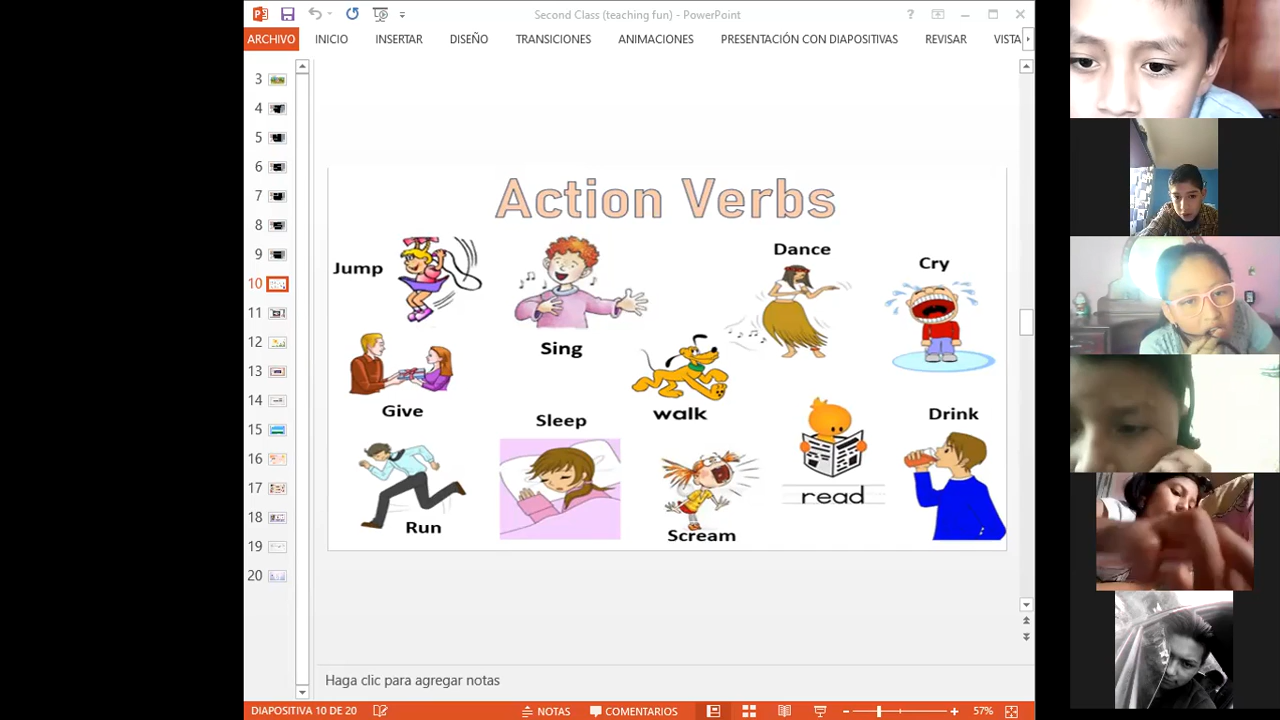 Second Class (teaching fun) - PowerPoint
ARCHIVO INICIO INSERTAR DISEÑO TRANSICIONES ANIMACIONES PRESENTACIÓN CON DIAPOSITIVAS REVISAR VISTA
3
4
5
6
7
8
9
10
11
12
13
14
15
16
17
18
19
20
Action Verbs
Jump
Sing
Dance
Cry
Give
Sleep
walk
Drink
Run
Scream
read
Haga clic para agregar notas
DIAPOSITIVA 10 DE 20 NOTAS COMENTARIOS 57%